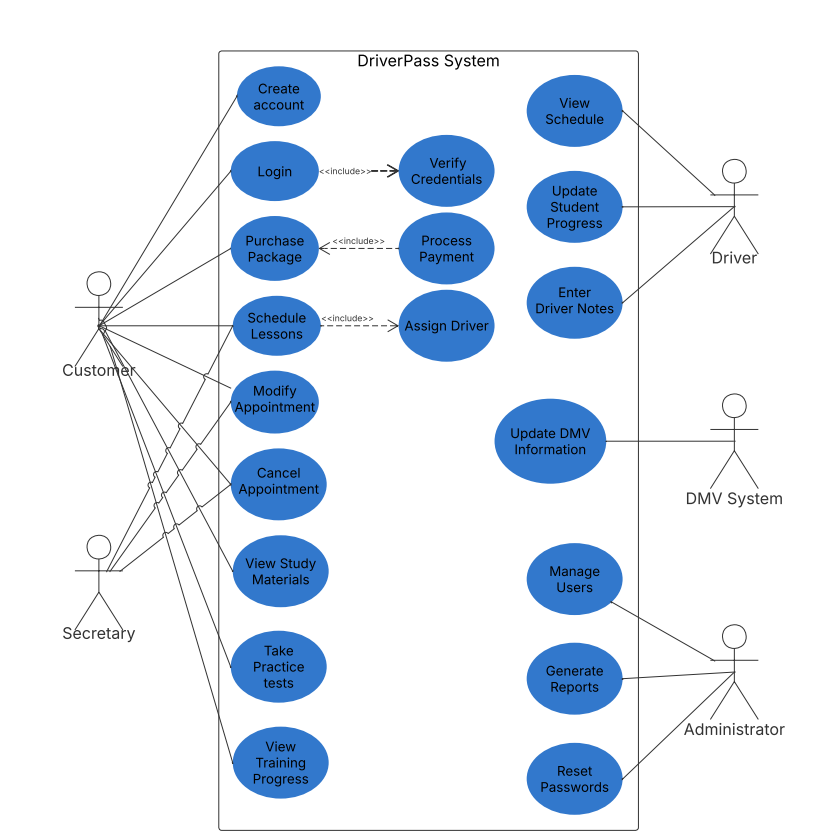 DriverPass System
Create
account
Login
<<include>>
Verify
Credentials
Purchase
Package
<<include>>
Process
Payment
Schedule
Lessons
<<include>>
Assign Driver
Modify
Appointment
Cancel
Appointment
View Study
Materials
Take
Practice
tests
View
Training
Progress
View
Schedule
Update
Student
Progress
Enter
Driver Notes
Update DMV
Information
Manage
Users
Generate
Reports
Reset
Passwords
Customer
Secretary
Driver
DMV System
Administrator